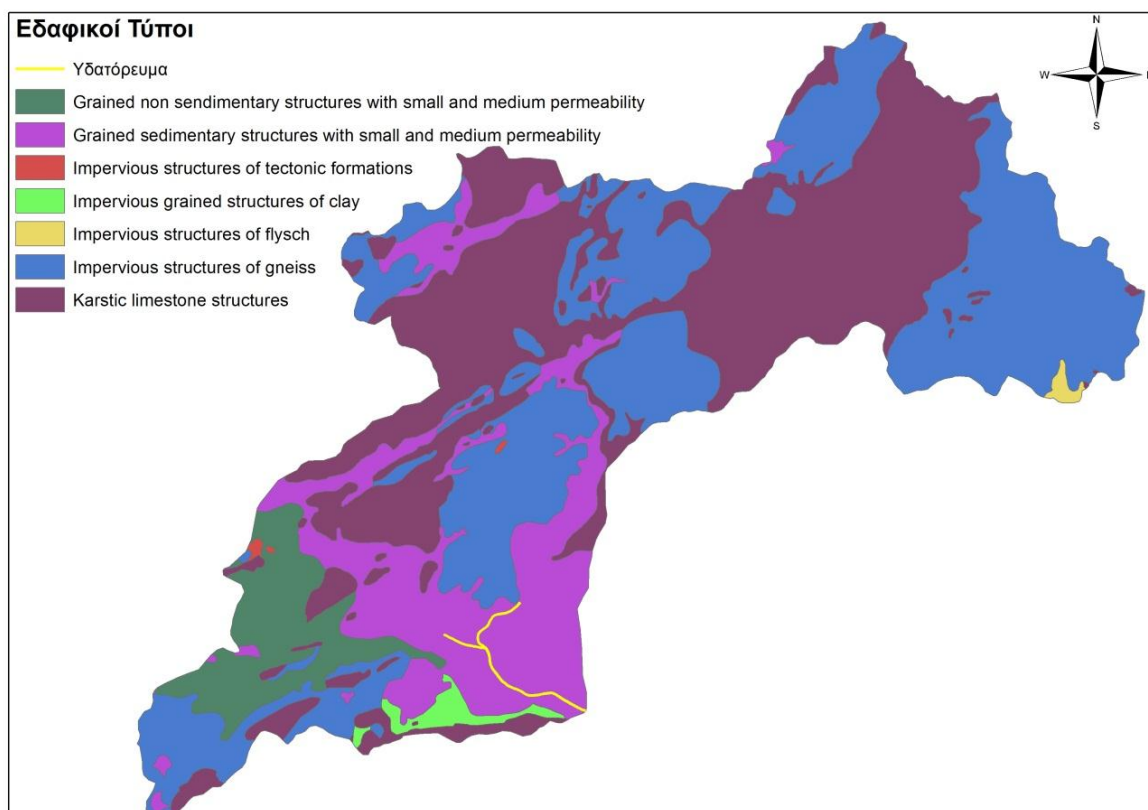 Εδαφικοί Τύποι
Υδατόρευμα
Grained non sendimentary structures with small and medium permeability
Grained sedimentary structures with small and medium permeability
Impervious structures of tectonic formations
Impervious grained structures of clay
Impervious structures of flysch
Impervious structures of gneiss
Karstic limestone structures
N
W
S